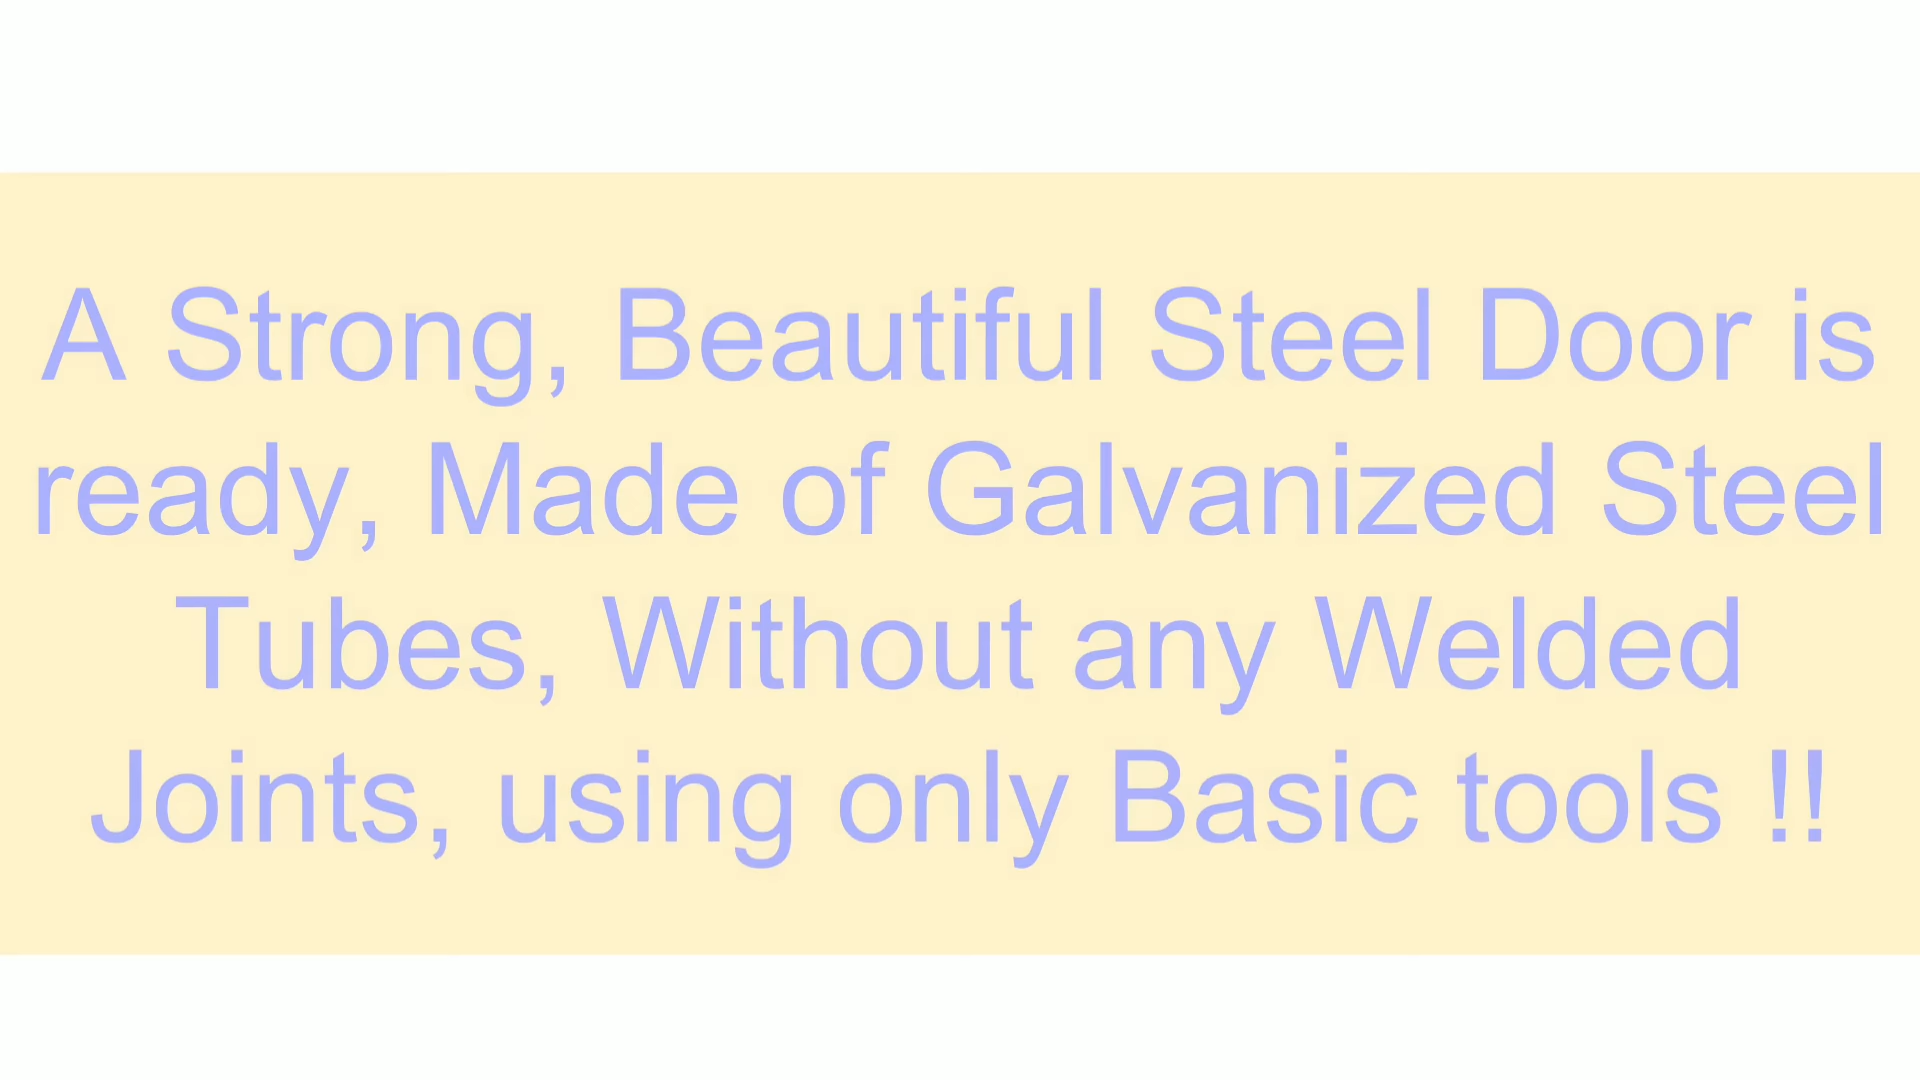 A Strong, Beautiful Steel Door is
ready, Made of Galvanized Steel
Tubes, Without any Welded
Joints, using only Basic tools !!